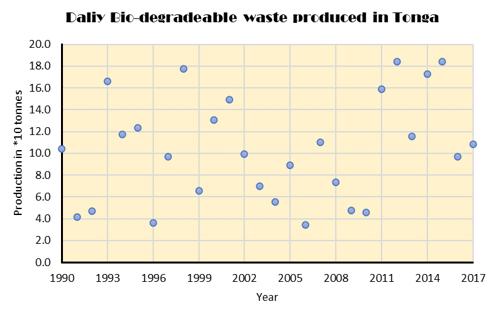 Daliy Bio-degradeable waste produced in Tonga
20.0
18.0
16.0
14.0
12.0
10.0
8.0
6.0
4.0
2.0
0.0
Production in *10 tonnes
1990 1993 1996 1999 2002 2005 2008 2011 2014 2017
Year